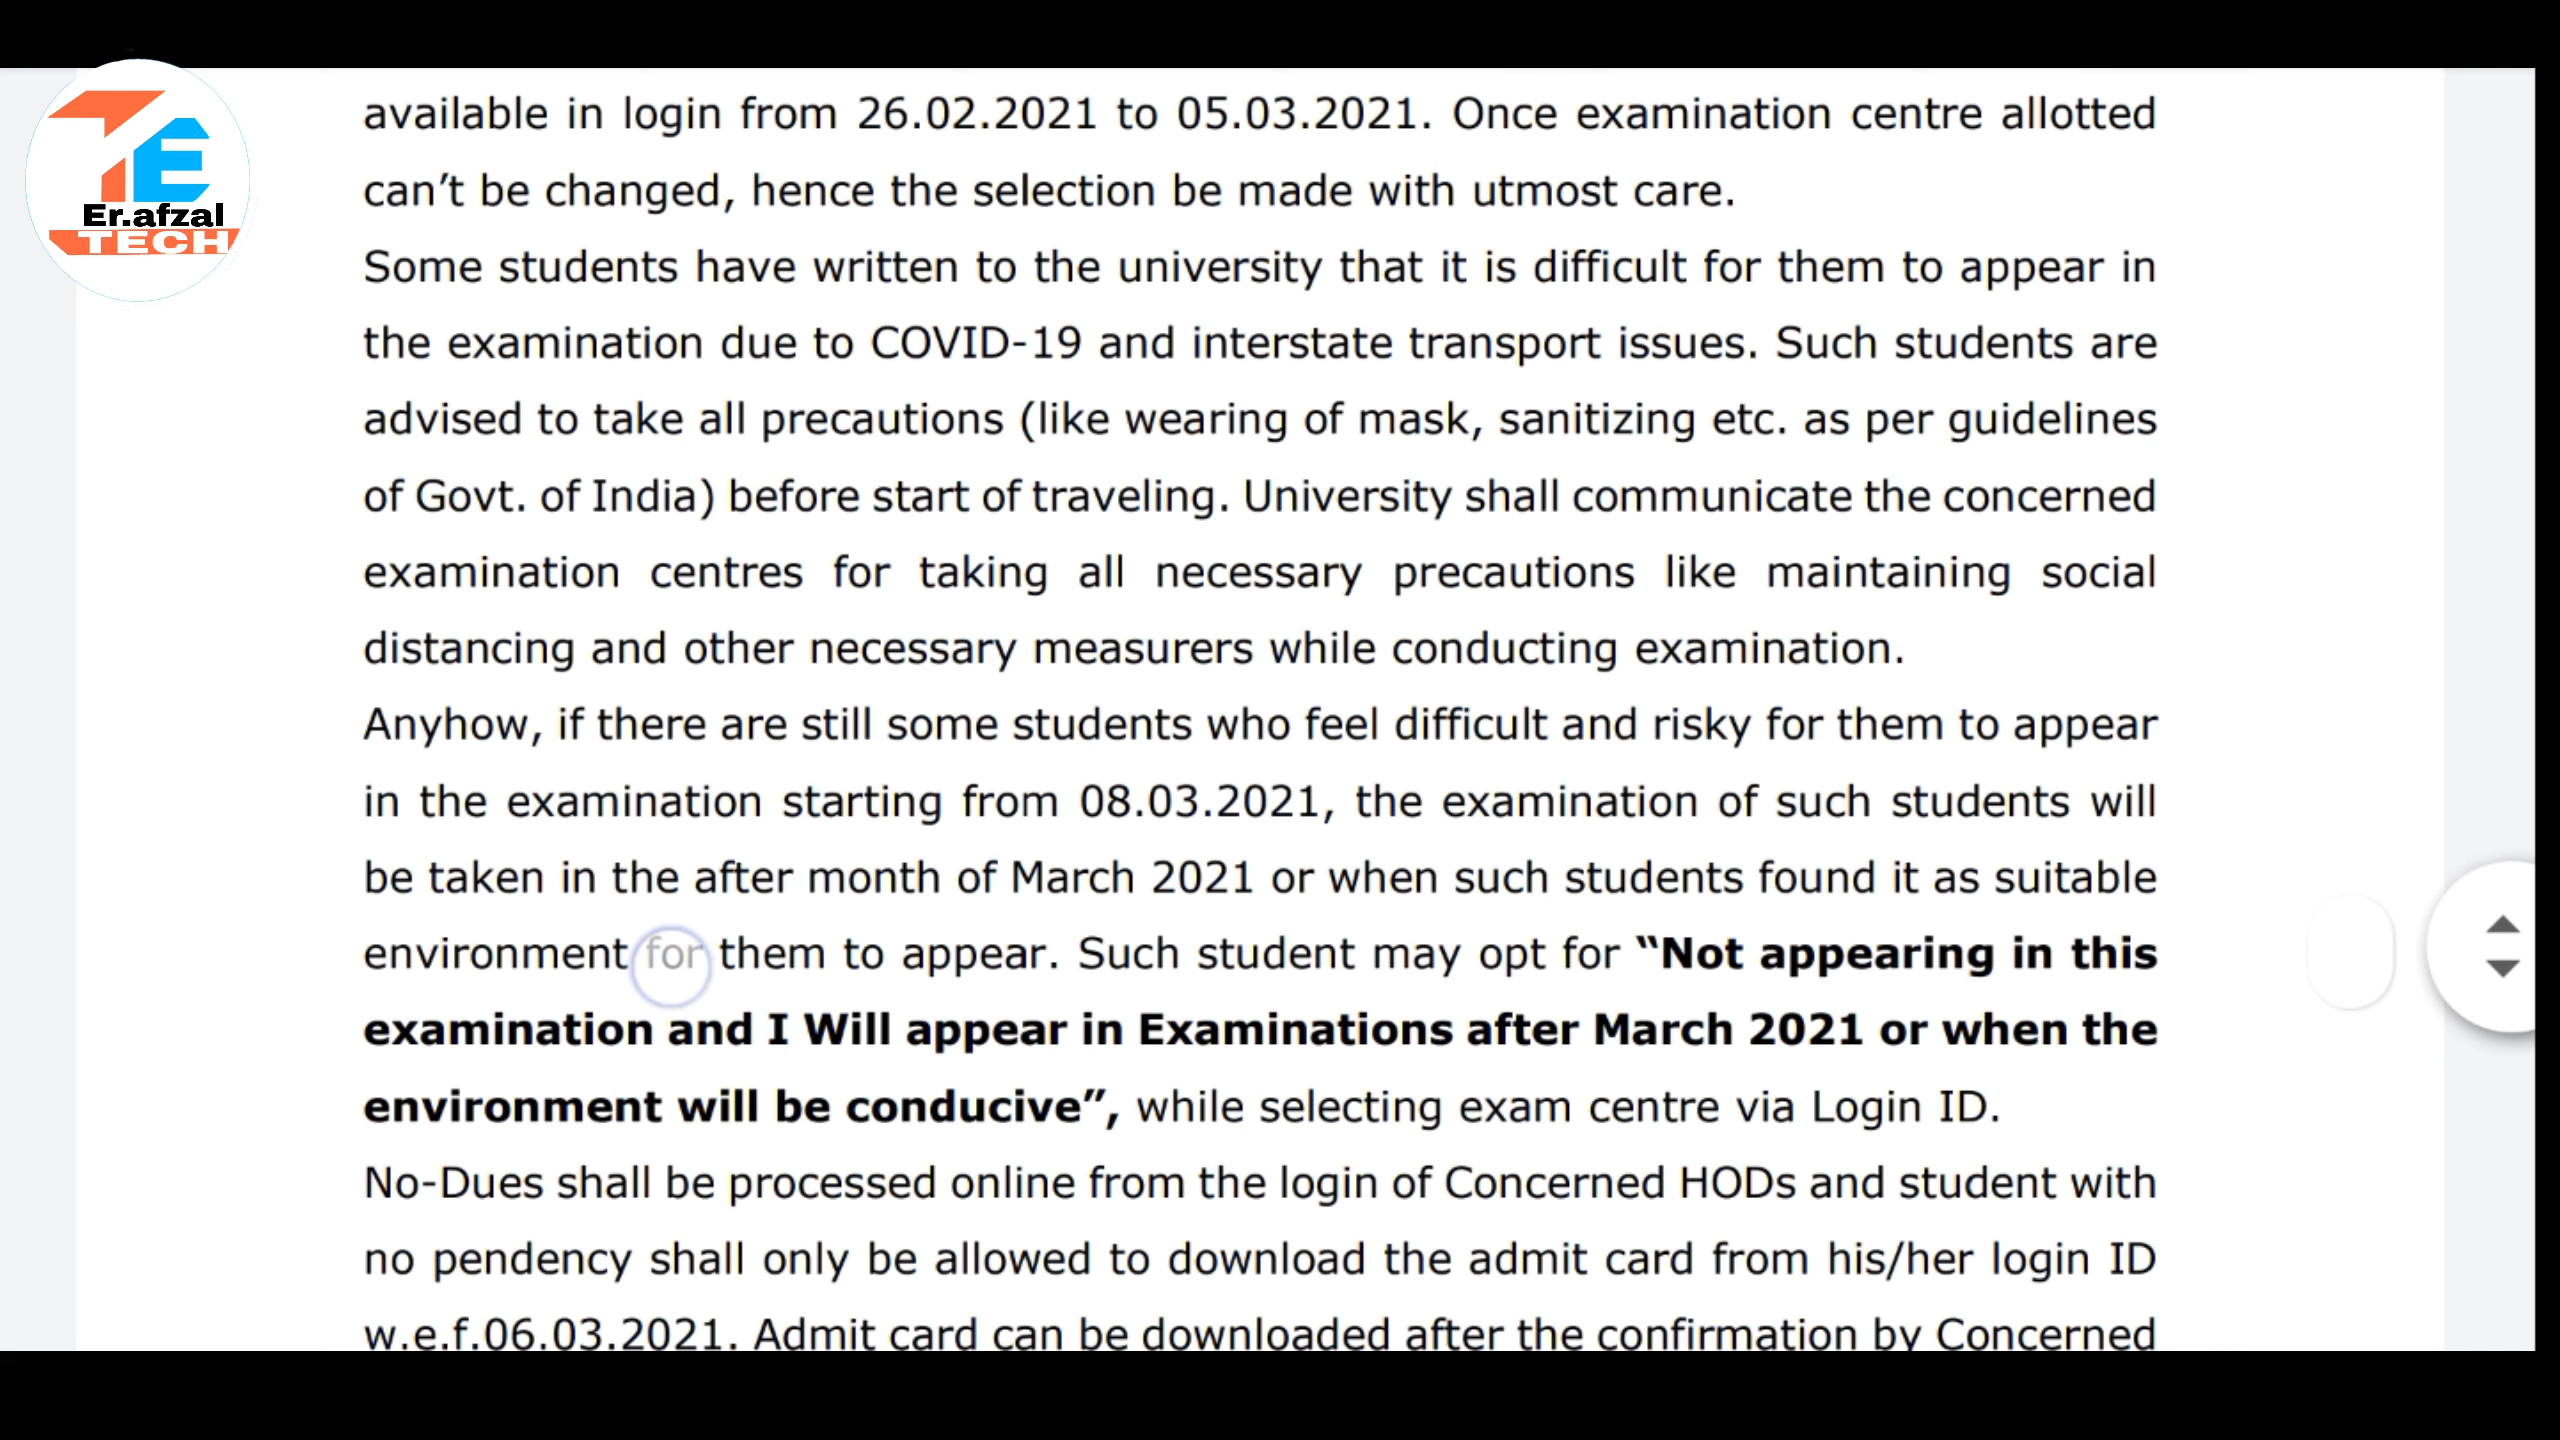 Er.afzal
TECH
available in login from 26.02.2021 to 05.03.2021. Once examination centre allotted
can’t be changed, hence the selection be made with utmost care.
Some students have written to the university that it is difficult for them to appear in
the examination due to COVID-19 and interstate transport issues. Such students are
advised to take all precautions (like wearing of mask, sanitizing etc. as per guidelines
of Govt. of India) before start of traveling. University shall communicate the concerned
examination centres for taking all necessary precautions like maintaining social
distancing and other necessary measurers while conducting examination.
Anyhow, if there are still some students who feel difficult and risky for them to appear
in the examination starting from 08.03.2021, the examination of such students will
be taken in the after month of March 2021 or when such students found it as suitable
environment for them to appear. Such student may opt for “Not appearing in this
examination and I Will appear in Examinations after March 2021 or when the
environment will be conducive”, while selecting exam centre via Login ID.
No-Dues shall be processed online from the login of Concerned HODs and student with
no pendency shall only be allowed to download the admit card from his/her login ID
w.e.f.06.03.2021. Admit card can be downloaded after the confirmation by Concerned